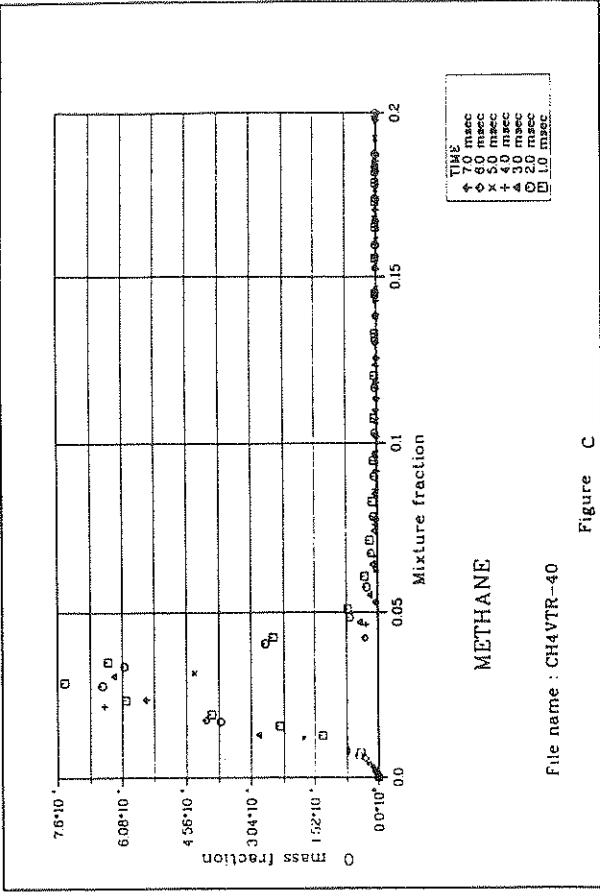 7.6*10
6.08*10
4.56*10
3.04*10
1.52*10
0.0*10°
O mass fraction
0.0
0.05
0.1
0.15
0.2
Mixture fraction
TIME
7.0 msec
6.0 msec
5.0 msec
4.0 msec
3.0 msec
2.0 msec
1.0 msec
METHANE
File name : CH4VTR-40
Figure C